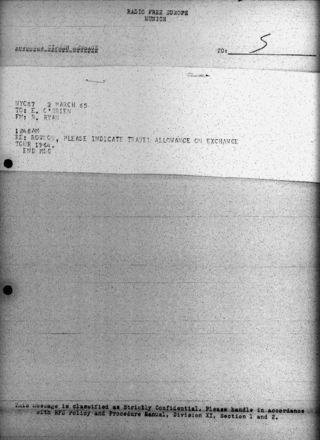 RADIO FREE EUROPE
MUNICH
TO: S
NYC67 2 MARCH 65
TO: E. O'BRIEN
FM: R. RYAN
RE: PLEASE INDICATE TRAVEL ALLOWANCE ON EXCHANGE
TOUR 1964.
END MSG
This message is classified as Strictly Confidential. Please handle in accordance
with RFE Policy and Procedure Manual, Division XI, Section 1 and 2.